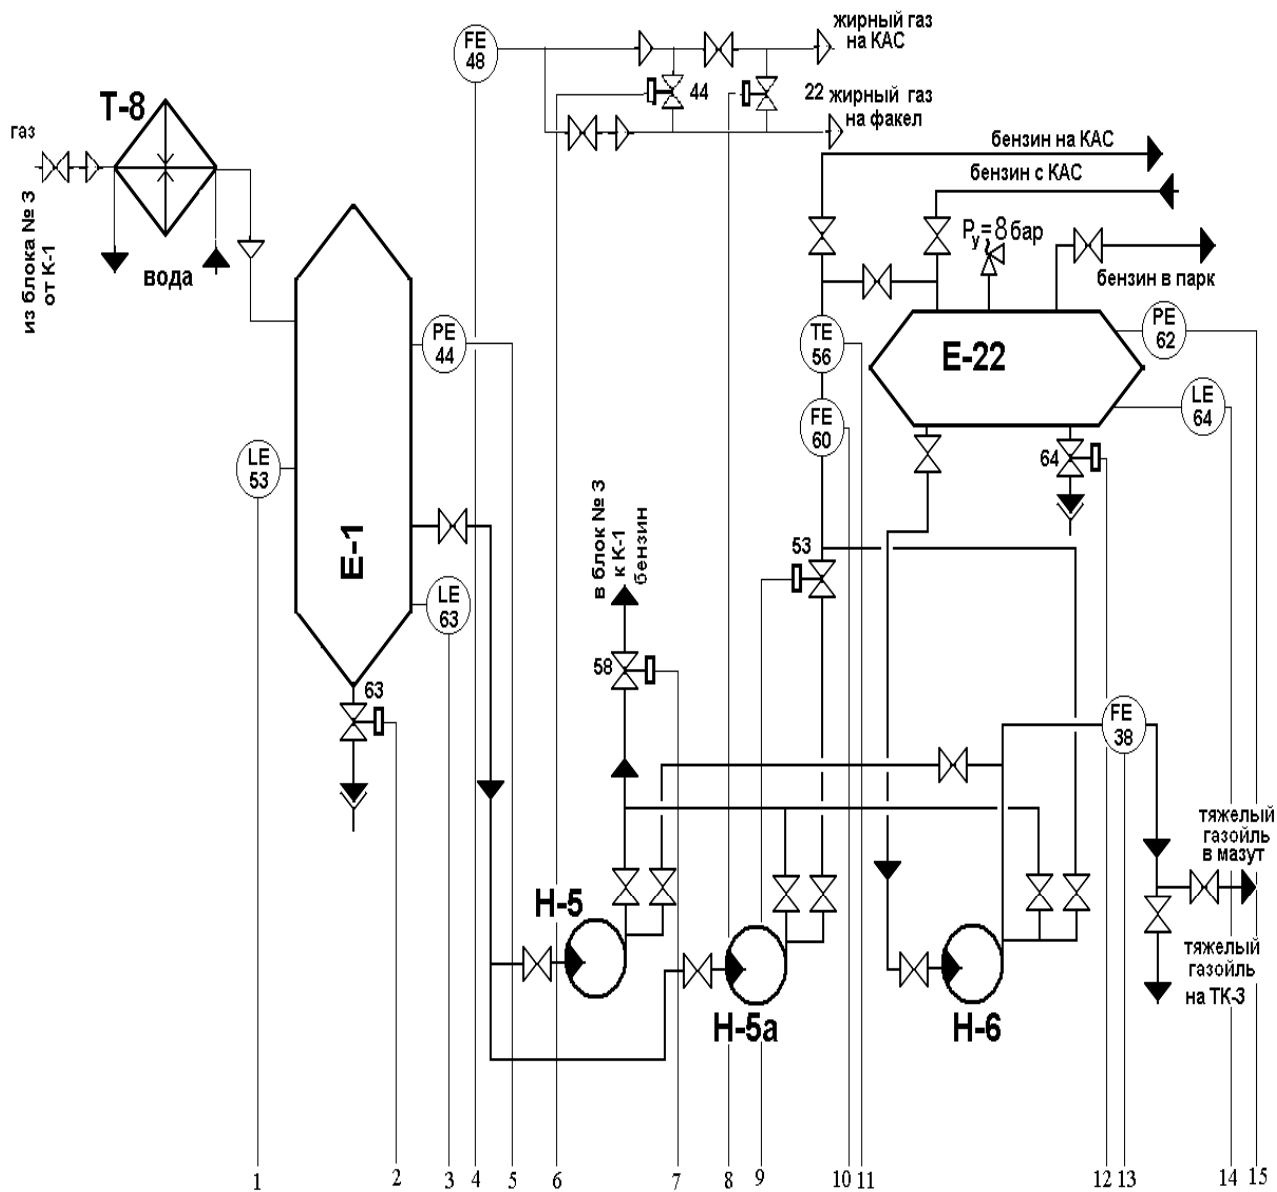 жирный газ
на КАС
FE
48
T-8
44
22
жирный газ
на факел
газ
бензин на КАС
бензин с КАС
из блока № 3
от К-1
Pу=8бар
вода
бензин в парк
PE
44
TE
56
E-22
PE
62
LE
64
FE
60
LE
53
64
E-1
в блок № 3
к К-1
бензин
53
LE
63
58
63
FE
38
тяжелый
газойль
в мазут
Н-5
тяжелый
газойль
на ТК-3
Н-5а
Н-6
1 2 3 4 5 6 7 8 9 10 11 12 13 14 15